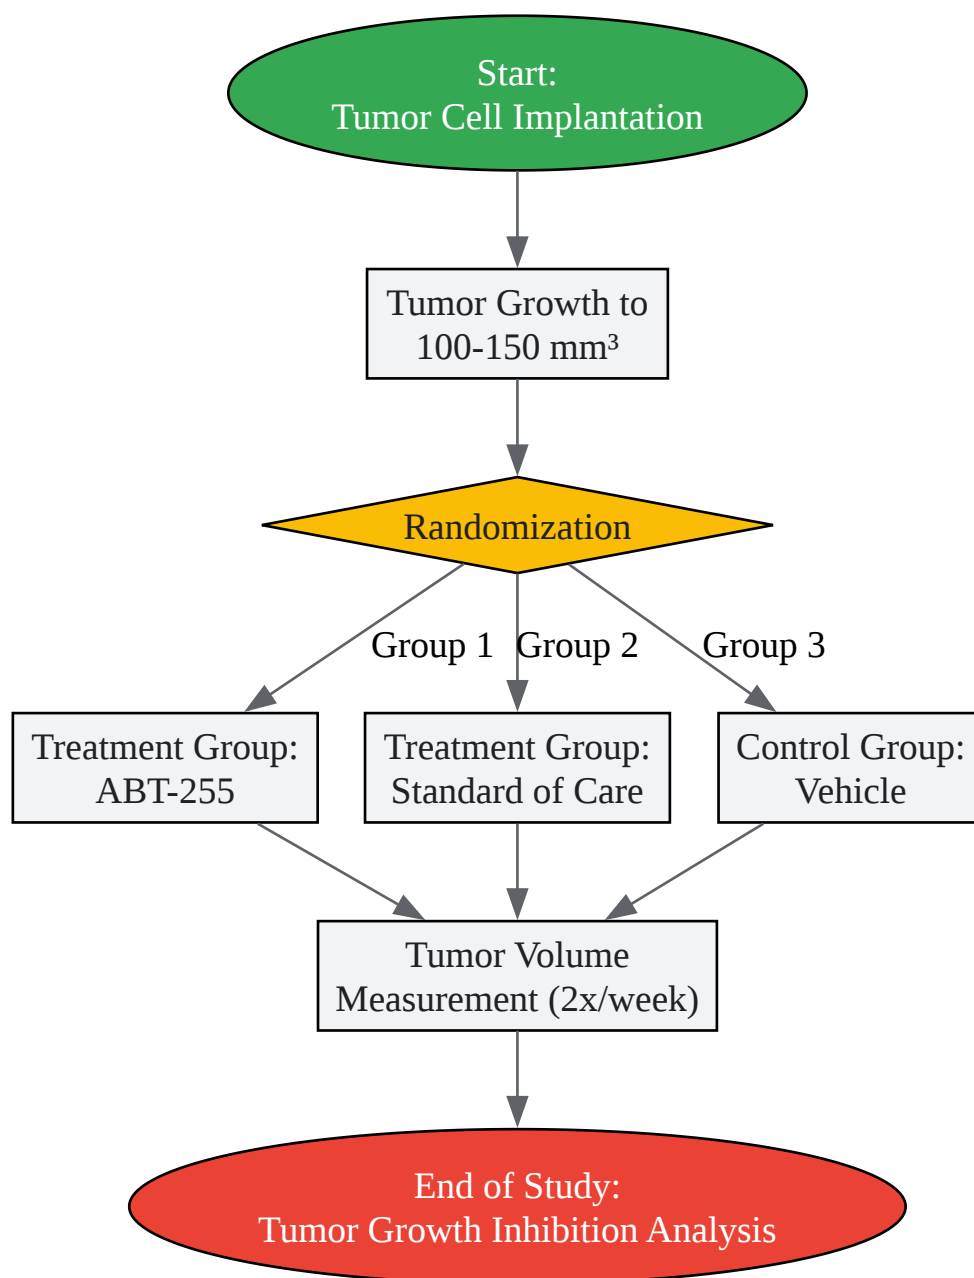 Start:
Tumor Cell Implantation
Tumor Growth to
100-150 mm³
Randomization
Group 1
Group 2
Group 3
Treatment Group:
ABT-255
Treatment Group:
Standard of Care
Control Group:
Vehicle
Tumor Volume
Measurement (2x/week)
End of Study:
Tumor Growth Inhibition Analysis